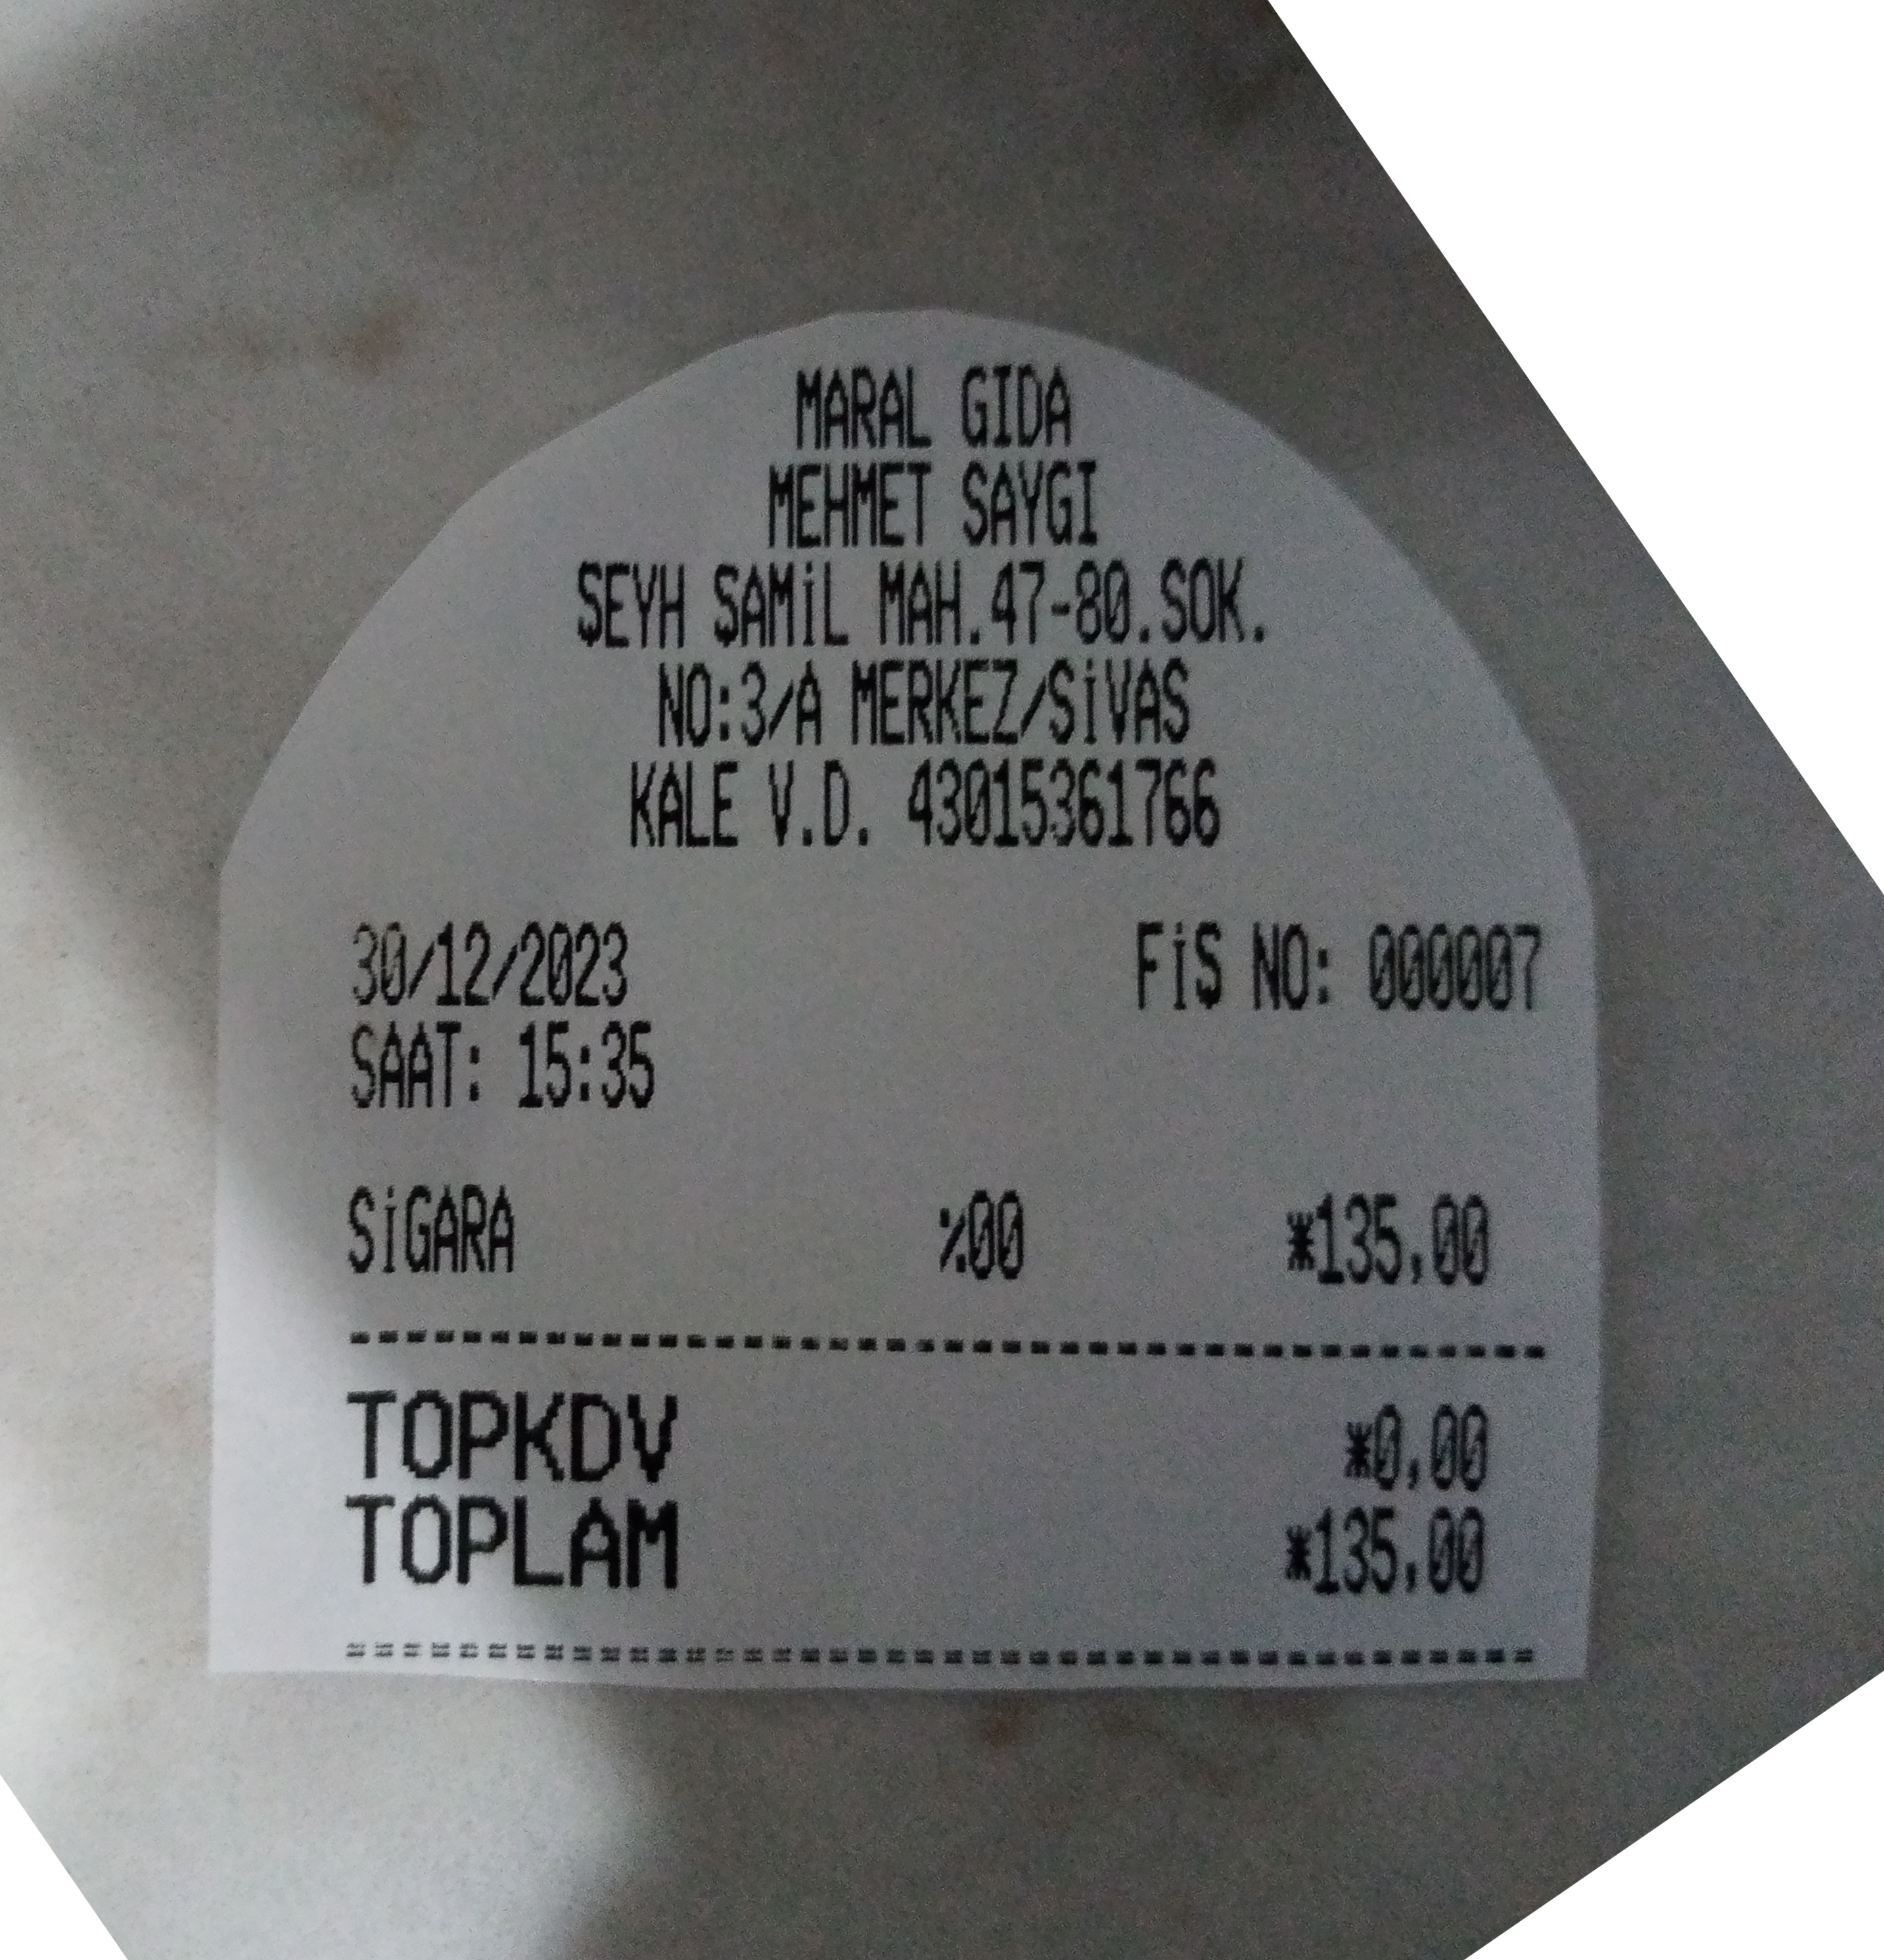 MARAL GIDA
MEHMET SAYGI
ŞEYH ŞAMİL MAH.47-80.SOK.
NO:3/A MERKEZ/SİVAS
KALE V.D. 43015361766
30/12/2023 FİŞ NO: 000007
SAAT: 15:35
SİGARA %00 *135,00
TOPKDV *0,00
TOPLAM *135,00